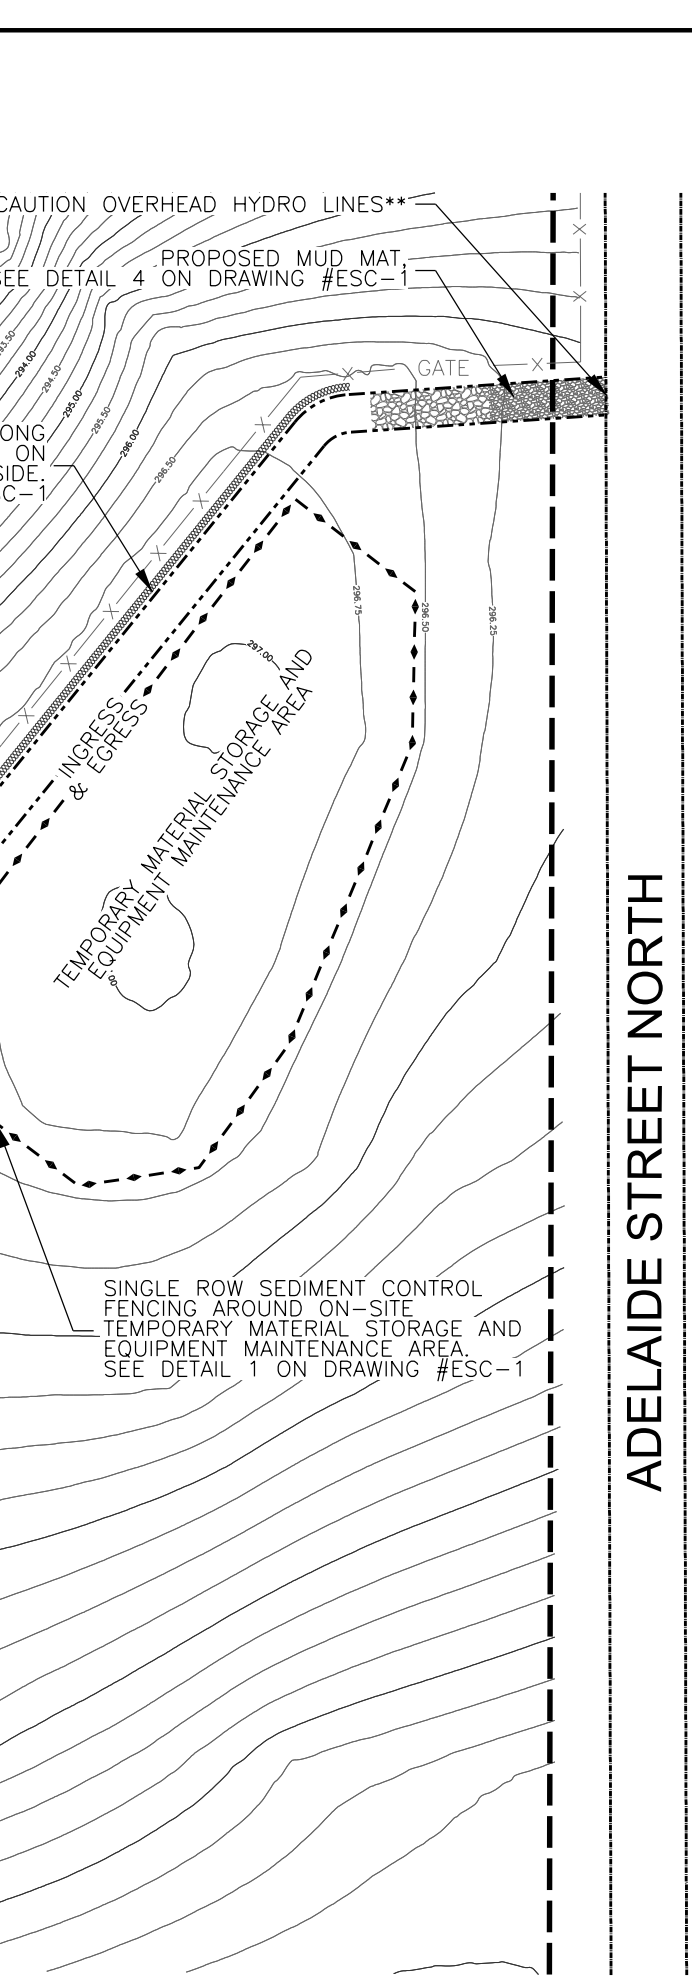 CAUTION OVERHEAD HYDRO LINES**
PROPOSED MUD MAT,
SEE DETAIL 4 ON DRAWING #ESC-1
GATE
293.50
294.00
294.50
295.00
295.50
296.00
296.50
ONG
ON
SIDE.
SC-1
296.75
296.50
296.25
297.00
INGRESS
& EGRESS
TEMPORARY MATERIAL STORAGE AND
EQUIPMENT MAINTENANCE AREA
SINGLE ROW SEDIMENT CONTROL
FENCING AROUND ON-SITE
TEMPORARY MATERIAL STORAGE AND
EQUIPMENT MAINTENANCE AREA.
SEE DETAIL 1 ON DRAWING #ESC-1
ADELAIDE STREET NORTH